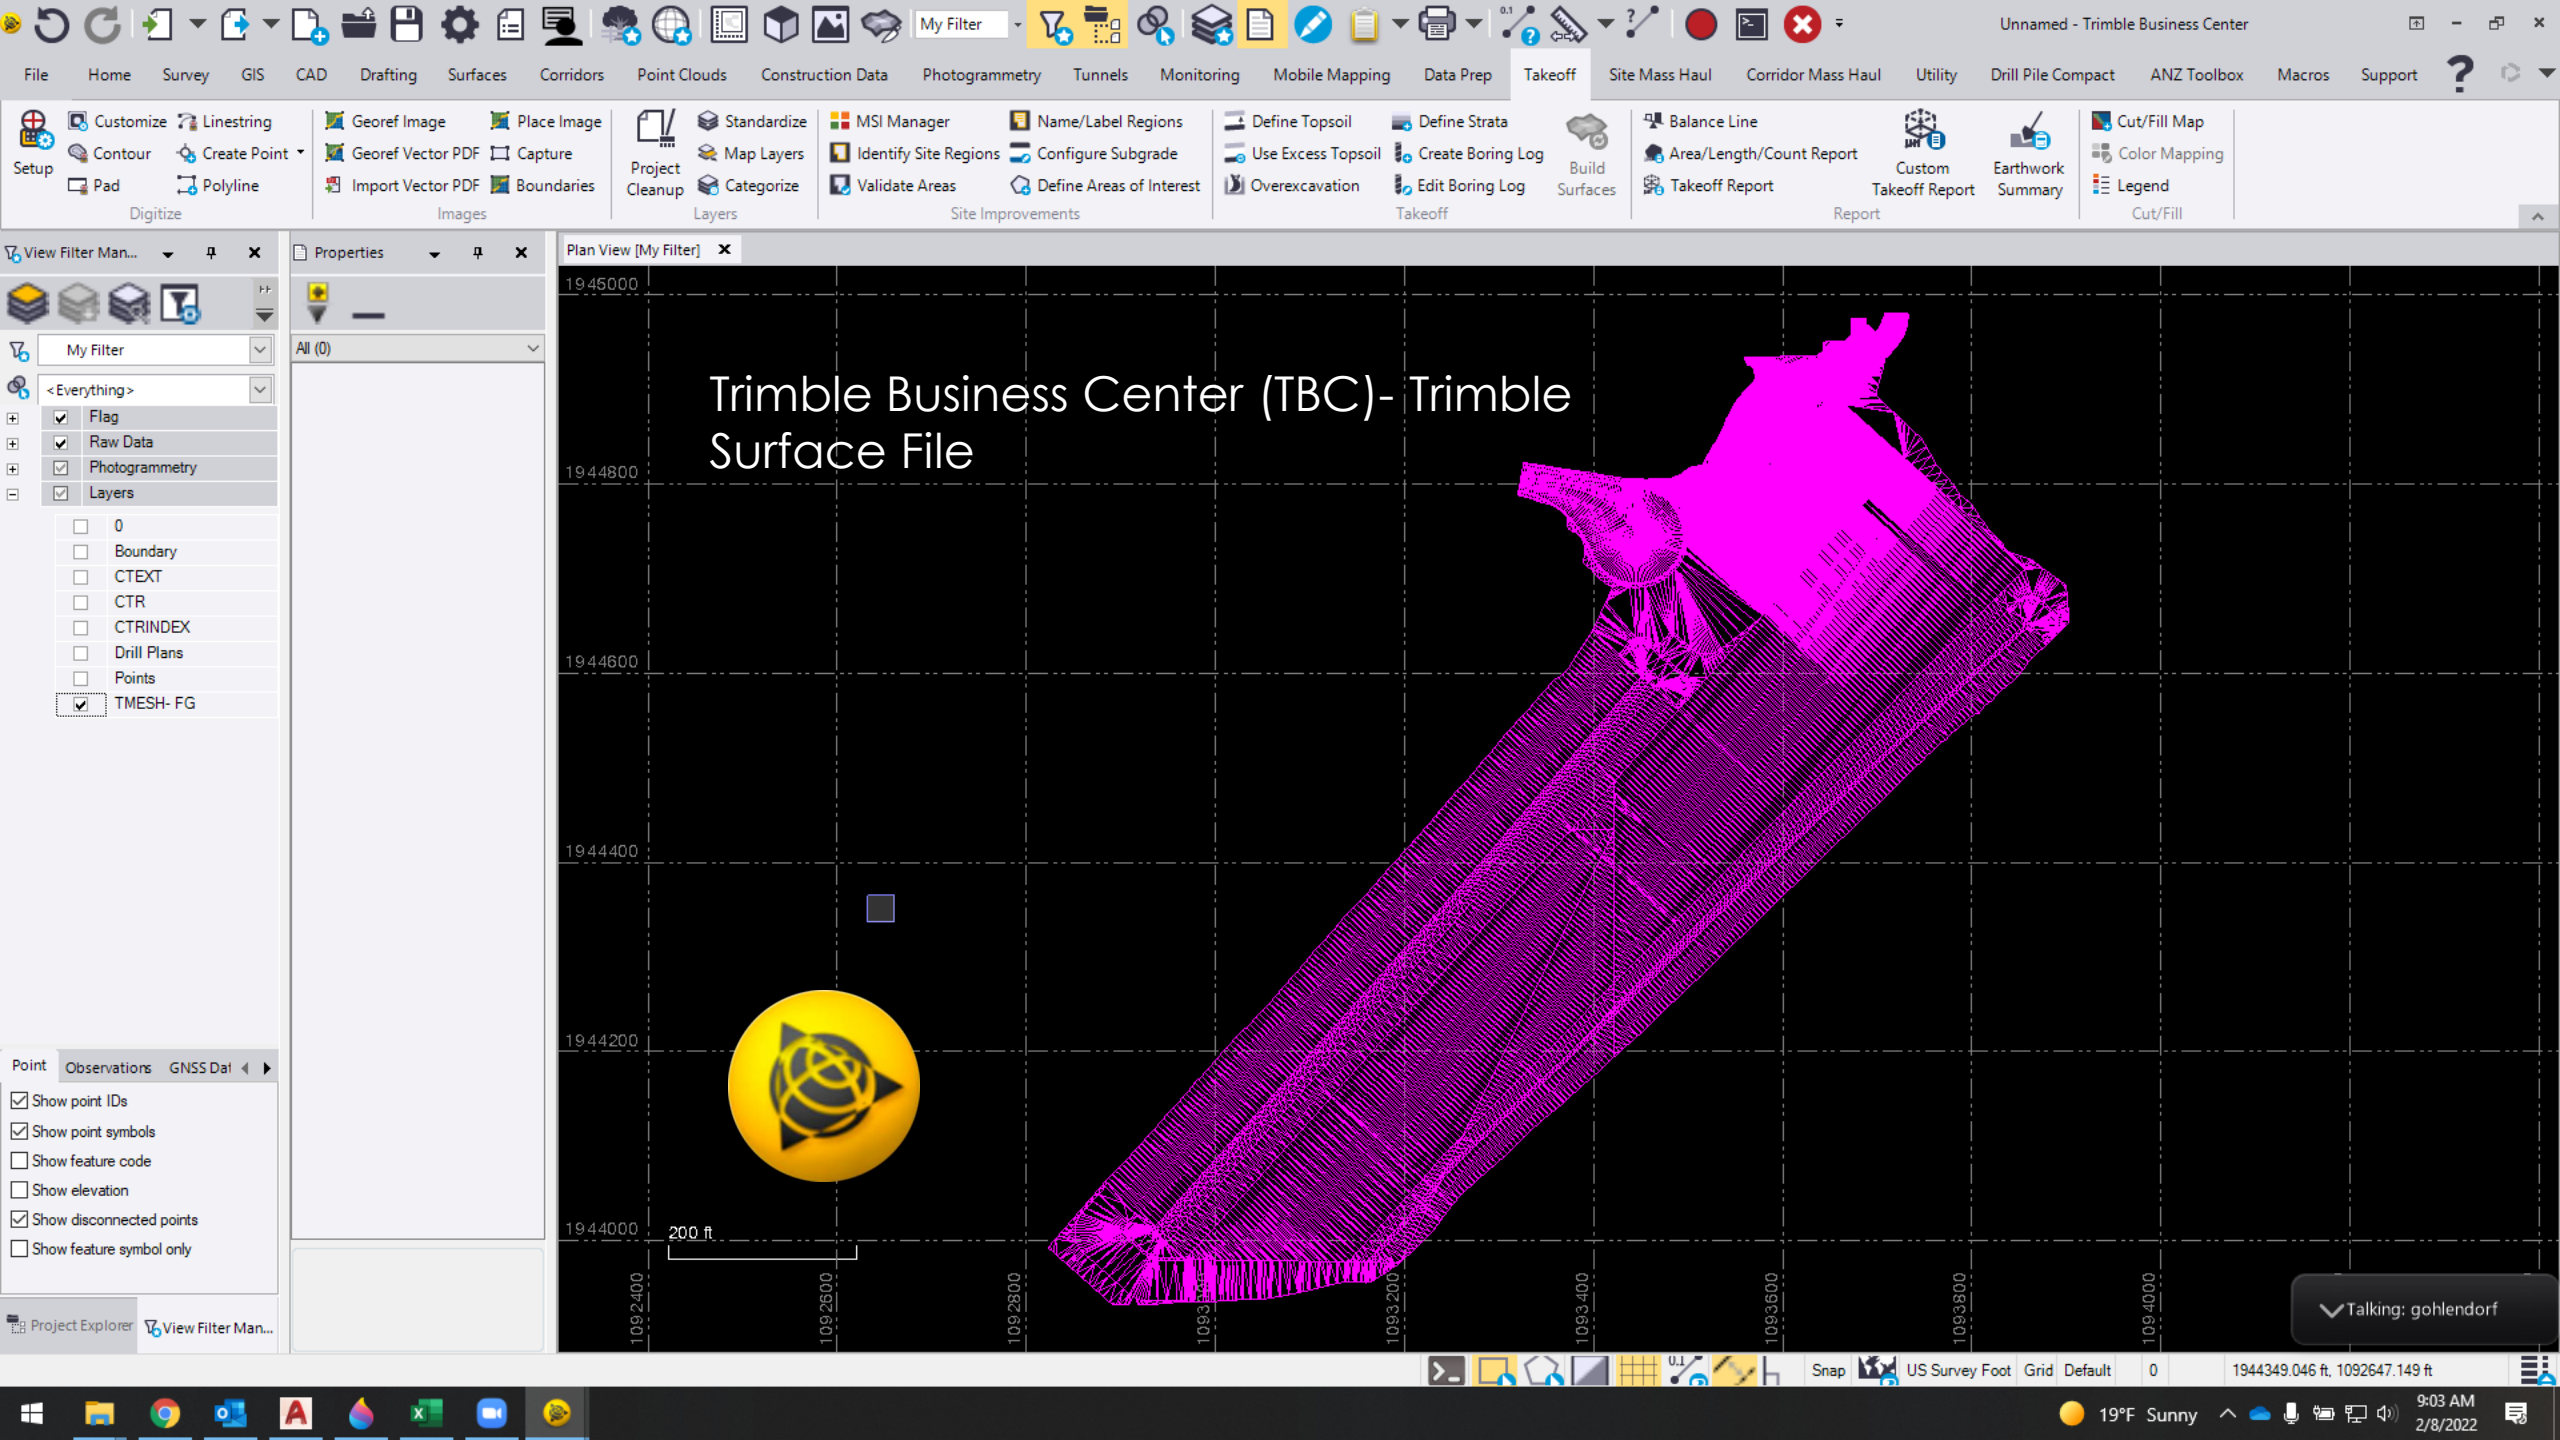 My Filter
Unnamed - Trimble Business Center
File Home Survey GIS CAD Drafting Surfaces Corridors Point Clouds Construction Data Photogrammetry Tunnels Monitoring Mobile Mapping Data Prep Takeoff Site Mass Haul Corridor Mass Haul Utility Drill Pile Compact ANZ Toolbox Macros Support
Setup
Customize Linestring
Contour Create Point
Pad Polyline
Digitize
Georef Image Place Image
Georef Vector PDF Capture
Import Vector PDF Boundaries
Images
Project
Cleanup
Standardize
Map Layers
Categorize
Layers
MSI Manager Name/Label Regions
Identify Site Regions Configure Subgrade
Validate Areas Define Areas of Interest
Site Improvements
Define Topsoil Define Strata
Use Excess Topsoil Create Boring Log
Overexcavation Edit Boring Log
Build
Surfaces
Takeoff
Balance Line
Area/Length/Count Report
Takeoff Report
Custom
Takeoff Report
Earthwork
Summary
Report
Cut/Fill Map
Color Mapping
Legend
Cut/Fill
View Filter Man...
My Filter
<Everything>
Flag
Raw Data
Photogrammetry
Layers
0
Boundary
CTEXT
CTR
CTRINDEX
Drill Plans
Points
TMESH- FG
Point Observations GNSS Dat
Show point IDs
Show point symbols
Show feature code
Show elevation
Show disconnected points
Show feature symbol only
Project Explorer View Filter Man...
Properties
All (0)
Plan View [My Filter]
Trimble Business Center (TBC)- Trimble
Surface File
1945000
1944800
1944600
1944400
1944200
1944000
200 ft
1092400
1092600
1092800
1093200
1093400
1093600
1093800
1094000
Talking: gohlendorf
Snap US Survey Foot Grid Default 0 1944349.046 ft, 1092647.149 ft
19°F Sunny
9:03 AM
2/8/2022